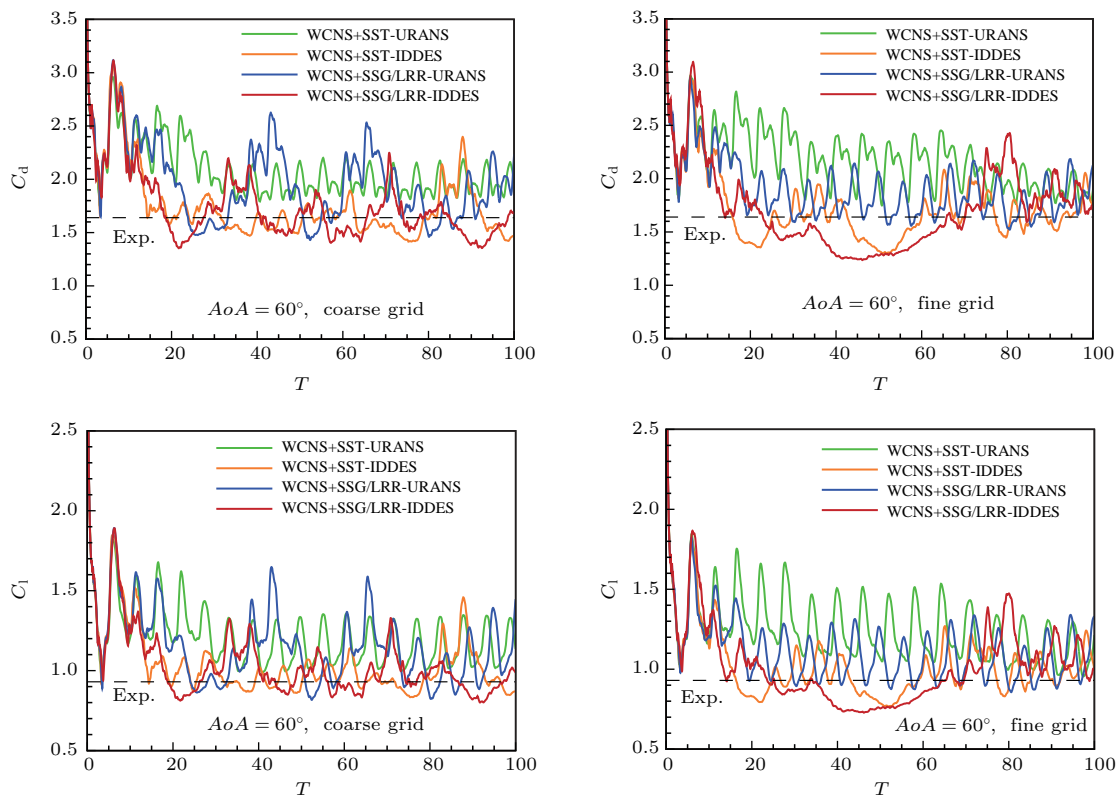 3.5
3.0
2.5
2.0
1.5
1.0
0.5
C_d
WCNS+SST-URANS
WCNS+SST-IDDES
WCNS+SSG/LRR-URANS
WCNS+SSG/LRR-IDDES
Exp.
AoA = 60°, coarse grid
0 20 40 60 80 100
T
3.5
3.0
2.5
2.0
1.5
1.0
0.5
C_d
WCNS+SST-URANS
WCNS+SST-IDDES
WCNS+SSG/LRR-URANS
WCNS+SSG/LRR-IDDES
Exp.
AoA = 60°, fine grid
0 20 40 60 80 100
T
2.5
2.0
1.5
1.0
0.5
C_l
WCNS+SST-URANS
WCNS+SST-IDDES
WCNS+SSG/LRR-URANS
WCNS+SSG/LRR-IDDES
Exp.
AoA = 60°, coarse grid
0 20 40 60 80 100
T
2.5
2.0
1.5
1.0
0.5
C_l
WCNS+SST-URANS
WCNS+SST-IDDES
WCNS+SSG/LRR-URANS
WCNS+SSG/LRR-IDDES
Exp.
AoA = 60°, fine grid
0 20 40 60 80 100
T